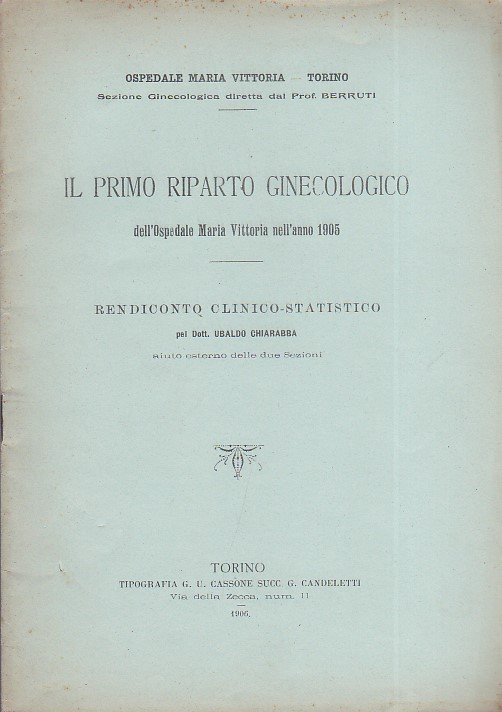 OSPEDALE MARIA VITTORIA — TORINO
Sezione Ginecologica diretta dal Prof. BERRUTI
IL PRIMO RIPARTO GINECOLOGICO
dell'Ospedale Maria Vittoria nell'anno 1905
RENDICONTO CLINICO-STATISTICO
pel Dott. UBALDO CHIARABBA
aiuto esterno delle due Sezioni
TORINO
TIPOGRAFIA G. U. CASSONE SUCC. G. CANDELETTI
Via della Zecca, num. 11
1906.